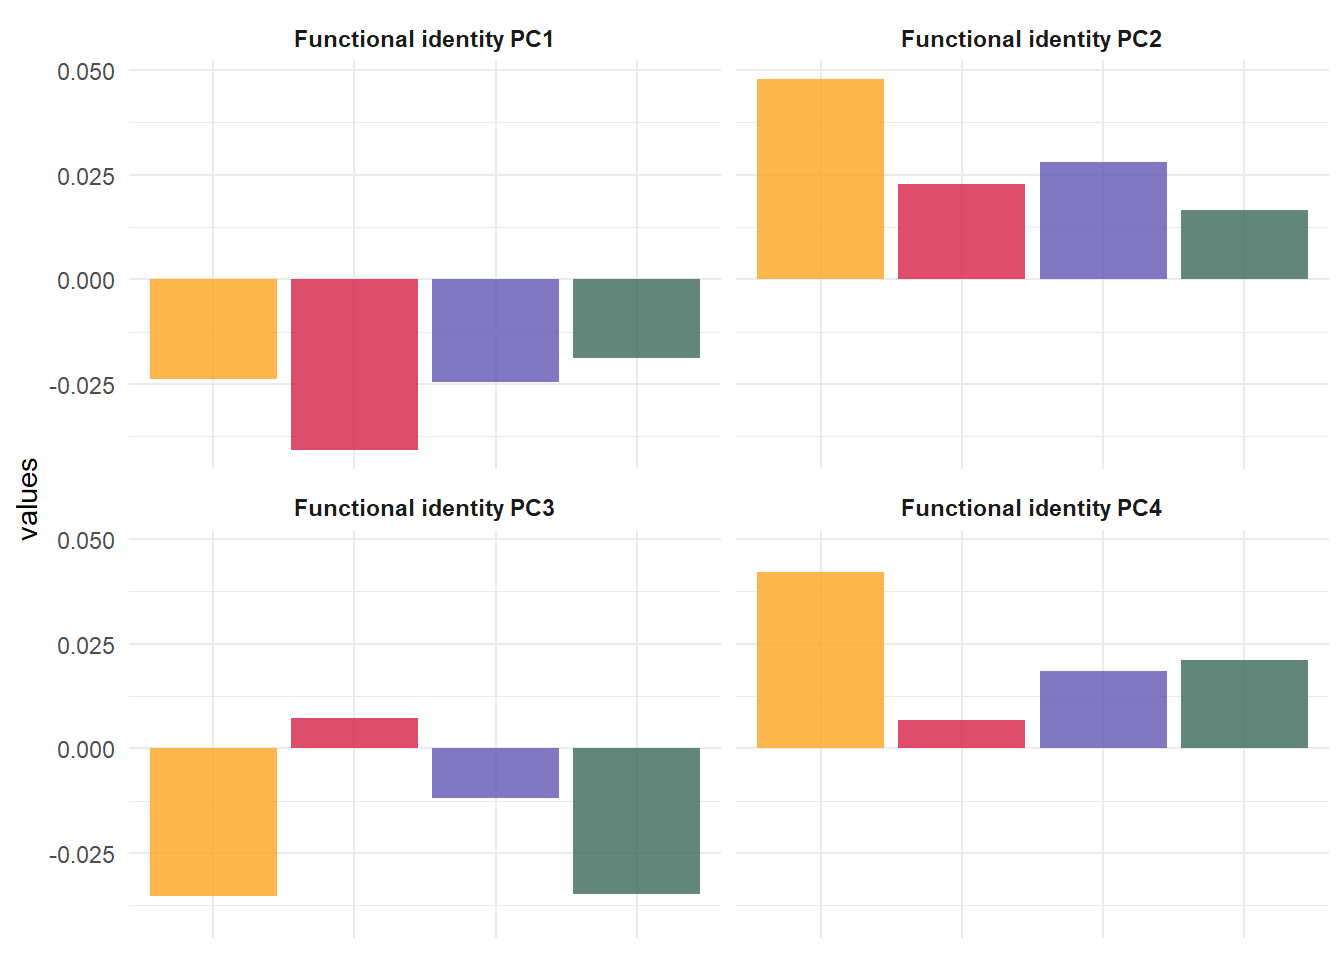 Functional identity PC1
Functional identity PC2
0.050
0.025
0.000
-0.025
values
Functional identity PC3
Functional identity PC4
0.050
0.025
0.000
-0.025